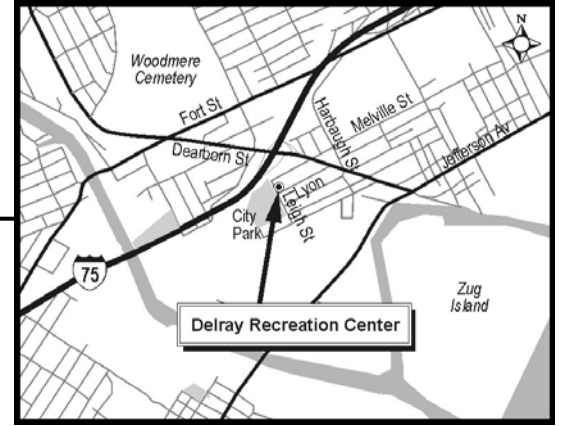 N
Woodmere
Cemetery
Fort St
Harbaugh St
Melville St
Dearborn St
Jefferson Av
Lyon
Leigh St
City
Park
75
Zug
Island
Delray Recreation Center